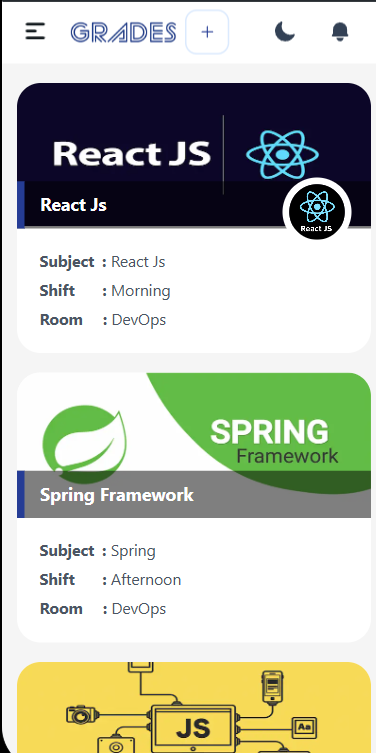 GRADES
+
React JS
React Js
React JS
Subject : React Js
Shift : Morning
Room : DevOps
SPRING
Framework
Spring Framework
Subject : Spring
Shift : Afternoon
Room : DevOps
JS
Aa